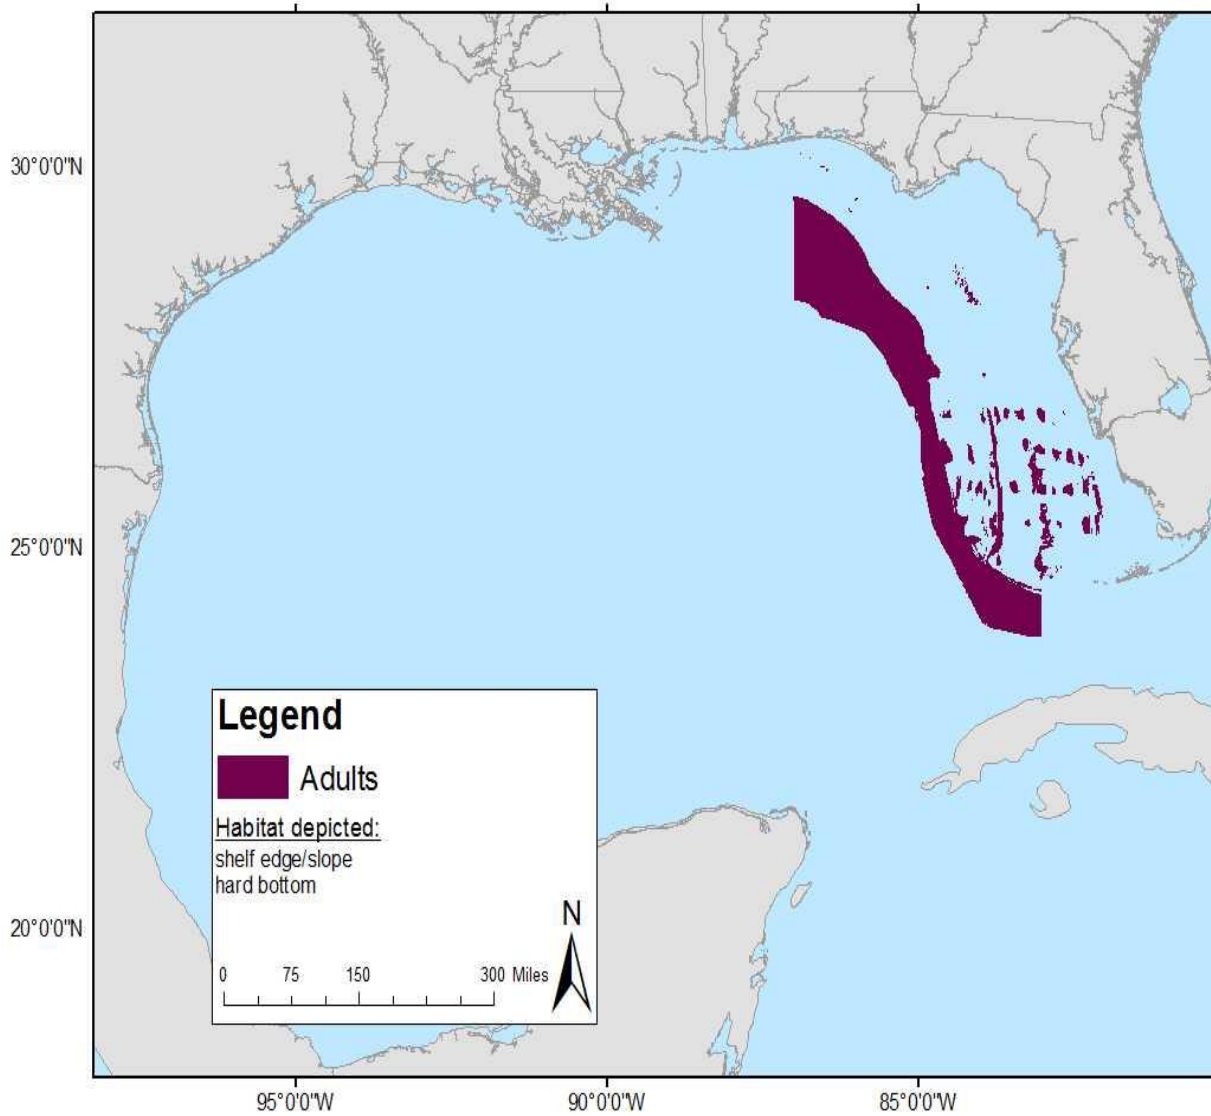 30°0'0"N
25°0'0"N
20°0'0"N
Legend
Adults
Habitat depicted:
shelf edge/slope
hard bottom
N
0 75 150 300 Miles
95°0'0"W 90°0'0"W 85°0'0"W